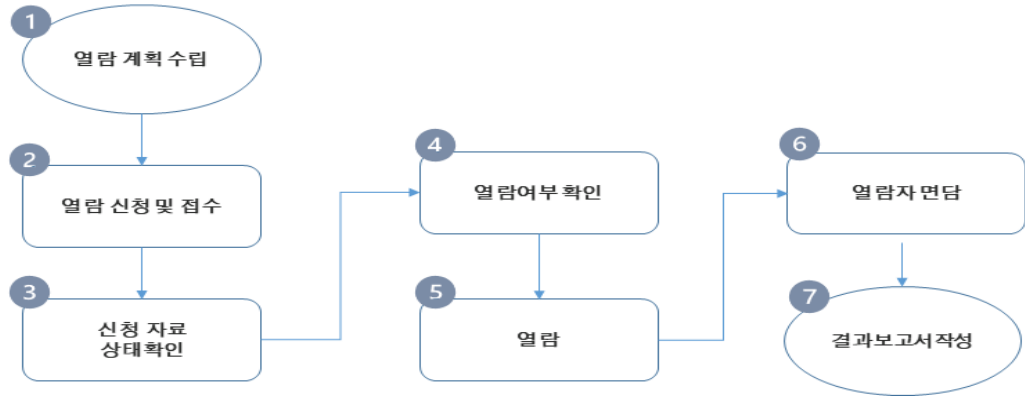 1
열람 계획 수립
2
열람 신청 및 접수
3
신청 자료
상태확인
4
열람여부 확인
5
열람
6
열람자 면담
7
결과보고서작성